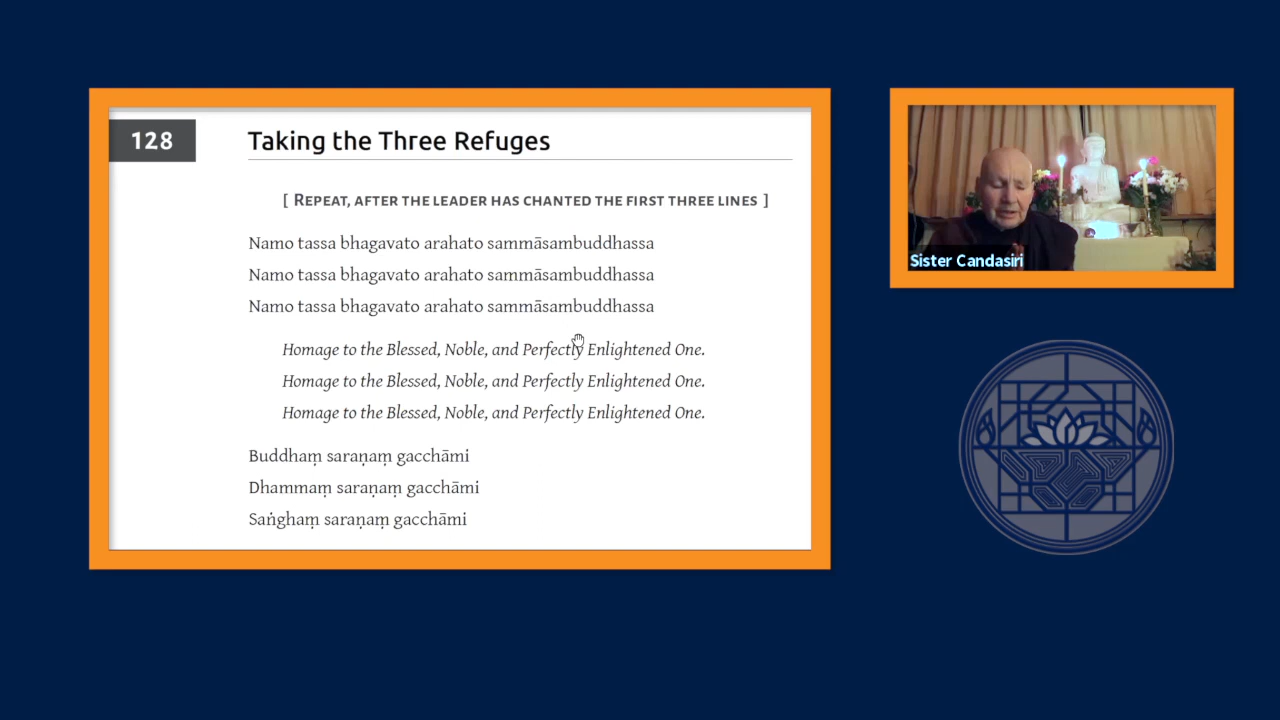 128
Taking the Three Refuges
[ Repeat, after the leader has chanted the first three lines ]
Namo tassa bhagavato arahato sammāsambuddhassa
Namo tassa bhagavato arahato sammāsambuddhassa
Namo tassa bhagavato arahato sammāsambuddhassa
Homage to the Blessed, Noble, and Perfectly Enlightened One.
Homage to the Blessed, Noble, and Perfectly Enlightened One.
Homage to the Blessed, Noble, and Perfectly Enlightened One.
Buddhaṃ saraṇaṃ gacchāmi
Dhammaṃ saraṇaṃ gacchāmi
Saṅghaṃ saraṇaṃ gacchāmi
Sister Candasiri